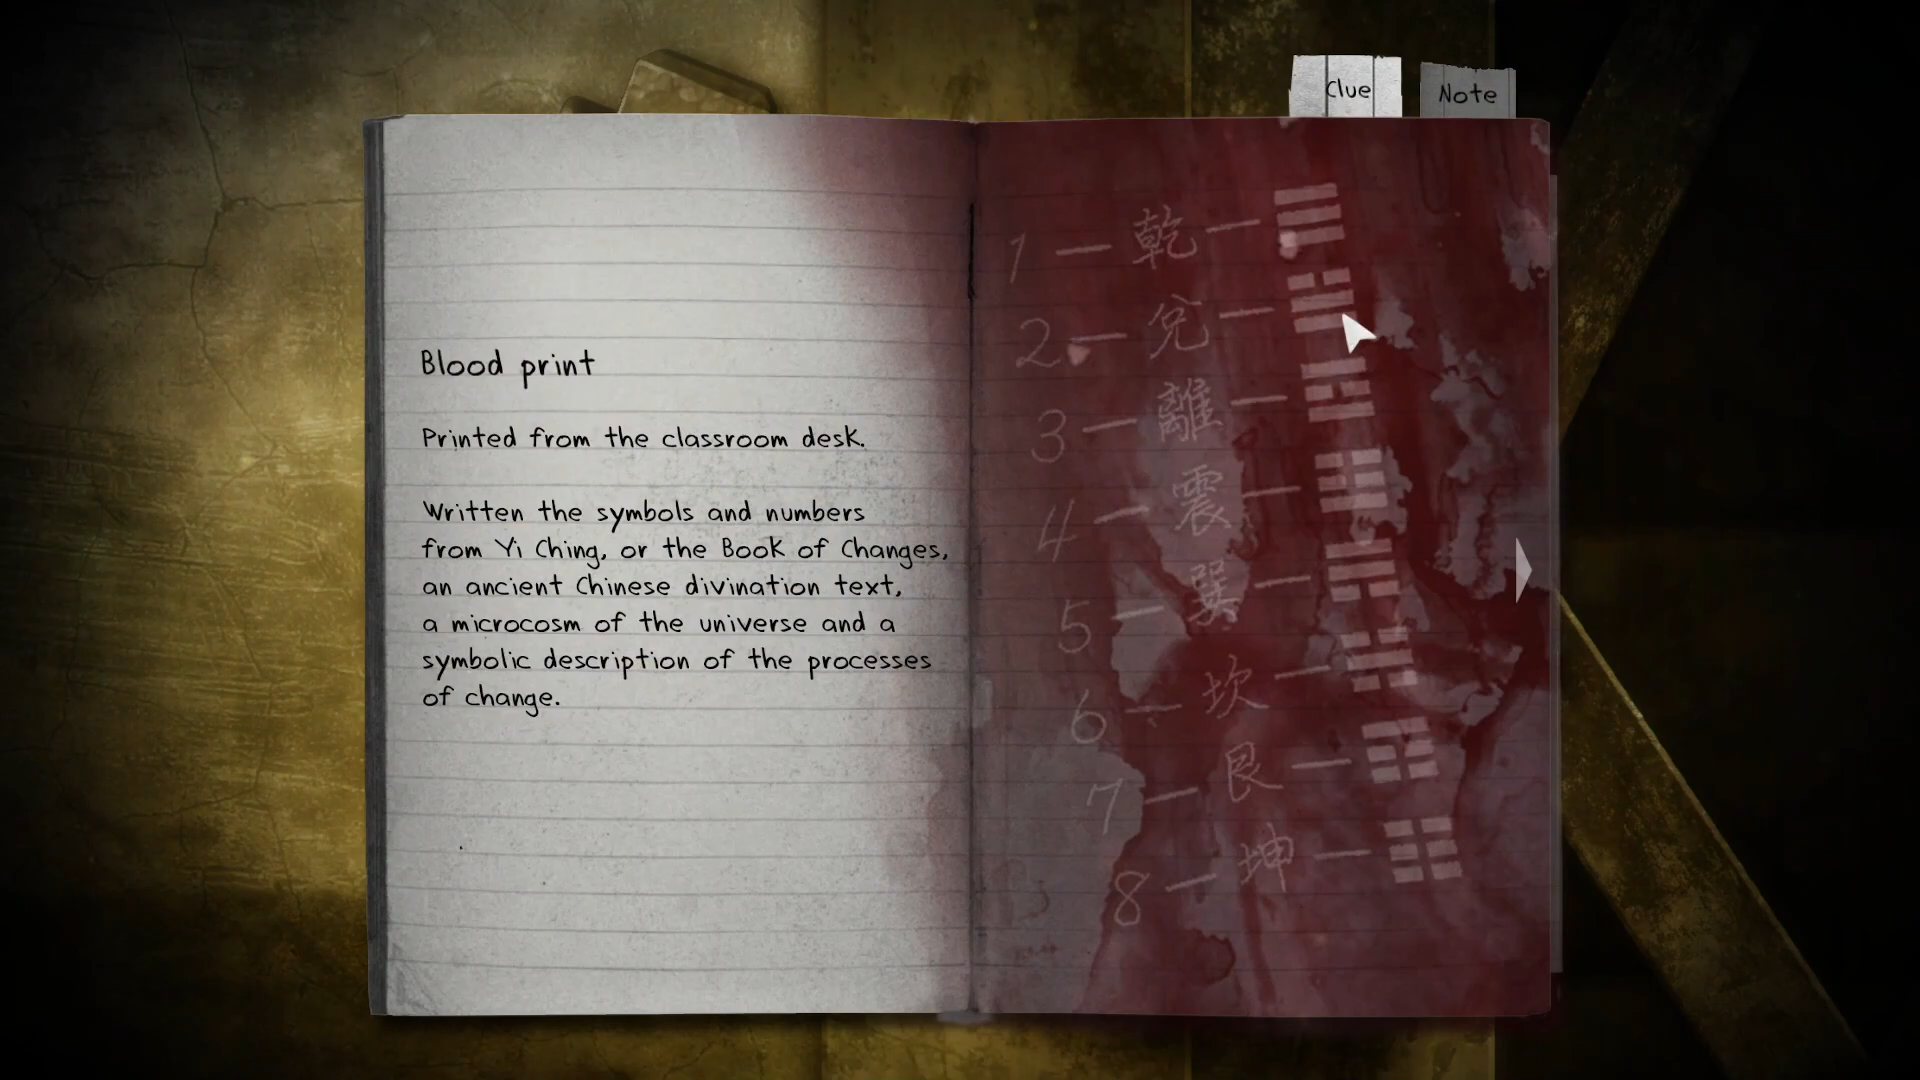 Clue
Note
Blood print
Printed from the classroom desk.
Written the symbols and numbers
from Yi Ching, or the Book of Changes,
an ancient Chinese divination text,
a microcosm of the universe and a
symbolic description of the processes
of change.
1 — 乾 — ☰
2 — 兌 — ☱
3 — 離 — ☲
4 — 震 — ☳
5 — 巽 — ☴
6 — 坎 — ☵
7 — 艮 — ☶
8 — 坤 — ☷